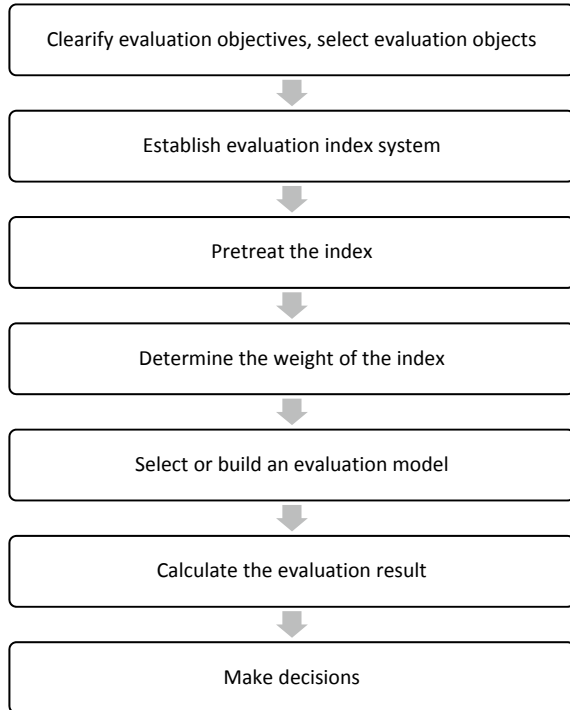 Clearify evaluation objectives, select evaluation objects
Establish evaluation index system
Pretreat the index
Determine the weight of the index
Select or build an evaluation model
Calculate the evaluation result
Make decisions